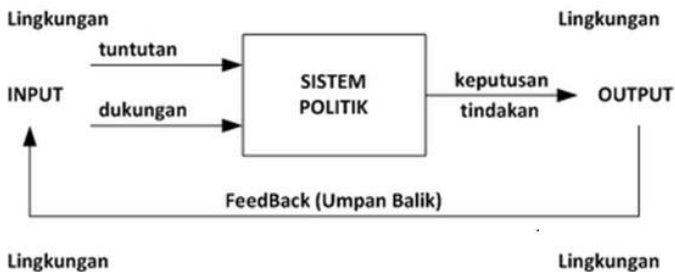 Lingkungan
Lingkungan
tuntutan
INPUT
dukungan
SISTEM
POLITIK
keputusan
tindakan
OUTPUT
FeedBack (Umpan Balik)
Lingkungan
Lingkungan